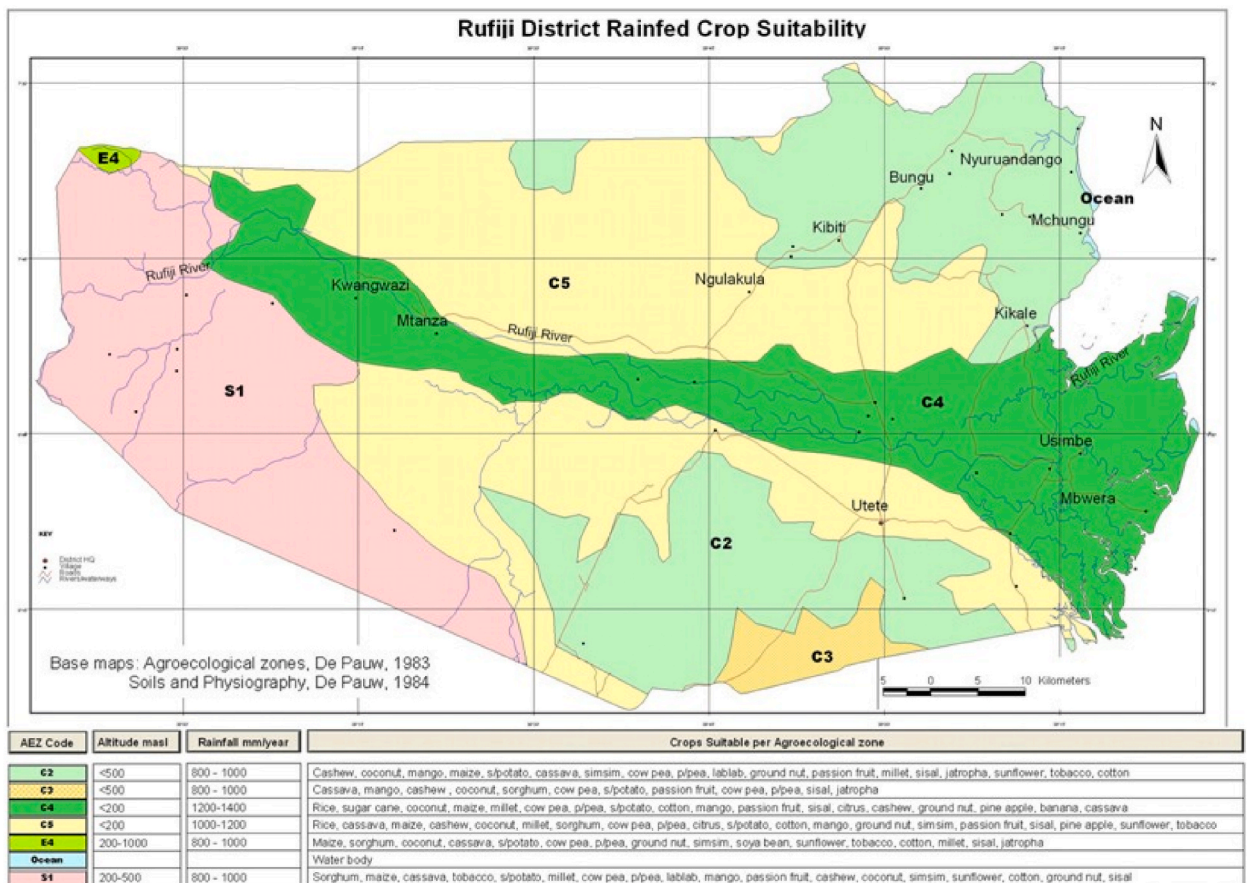 Rufiji District Rainfed Crop Suitability
N
E4
Nyuruandango
Bungu
Ocean
Mchungu
Kibiti
Rufiji River
Ngulakula
C5
Kwangwazi
Kikale
Mtanza
Rufiji River
Rufiji River
S1
C4
Usimbe
Mbwera
Utete
C2
KEY
District HQ
Village
Roads
Rivers/waterways
C3
Base maps: Agroecological zones, De Pauw, 1983
Soils and Physiography, De Pauw, 1984
5 0 5 10 Kilometers
AEZ Code Altitude masl Rainfall mm/year Crops Suitable per Agroecological zone
C2 <500 800 - 1000 Cashew, coconut, mango, maize, s/potato, cassava, simsim, cow pea, p/pea, lablab, ground nut, passion fruit, millet, sisal, jatropha, sunflower, tobacco, cotton
C3 <500 800 - 1000 Cassava, mango, cashew , coconut, sorghum, cow pea, s/potato, passion fruit, cow pea, p/pea, sisal, jatropha
C4 <200 1200-1400 Rice, sugar cane, coconut, maize, millet, cow pea, p/pea, s/potato, cotton, mango, passion fruit, sisal, citrus, cashew, ground nut, pine apple, banana, cassava
C5 <200 1000-1200 Rice, cassava, maize, cashew, coconut, millet, sorghum, cow pea, p/pea, citrus, s/potato, cotton, mango, ground nut, simsim, passion fruit, sisal, pine apple, sunflower, tobacco
E4 200-1000 800 - 1000 Maize, sorghum, coconut, cassava, s/potato, cow pea, p/pea, ground nut, simsim, soya bean, sunflower, tobacco, cotton, millet, sisal, jatropha
Ocean Water body
S1 200-500 800 - 1000 Sorghum, maize, cassava, tobacco, s/potato, millet, cow pea, p/pea, lablab, mango, passion fruit, cashew, coconut, simsim, sunflower, cotton, ground nut, sisal